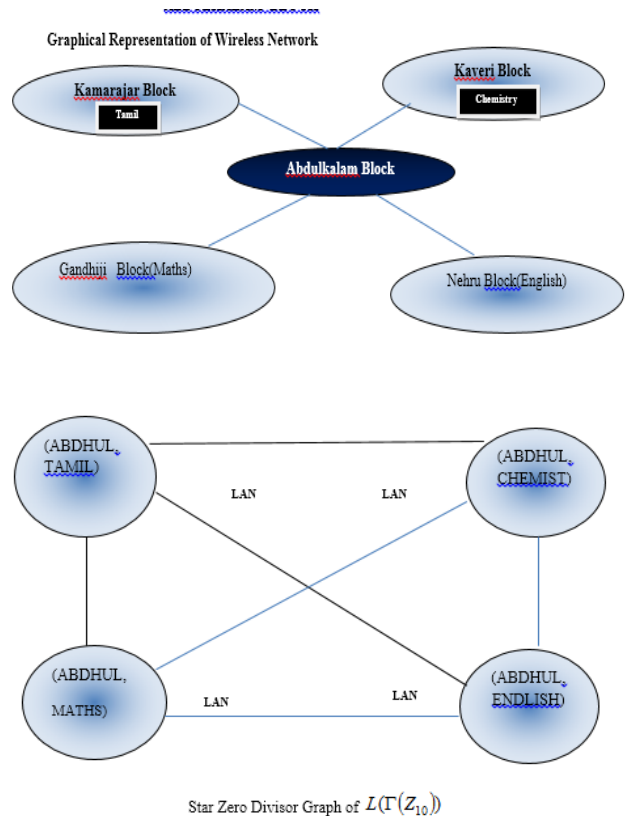 Graphical Representation of Wireless Network
Kamarajar Block
Tamil
Kaveri Block
Chemistry
Abdulkalam Block
Gandhiji Block(Maths)
Nehru Block(English)
(ABDHUL,
TAMIL)
(ABDHUL,
CHEMIST)
LAN LAN
(ABDHUL,
MATHS)
(ABDHUL,
ENDLISH)
LAN LAN
Star Zero Divisor Graph of L(Γ(Z₁₀))